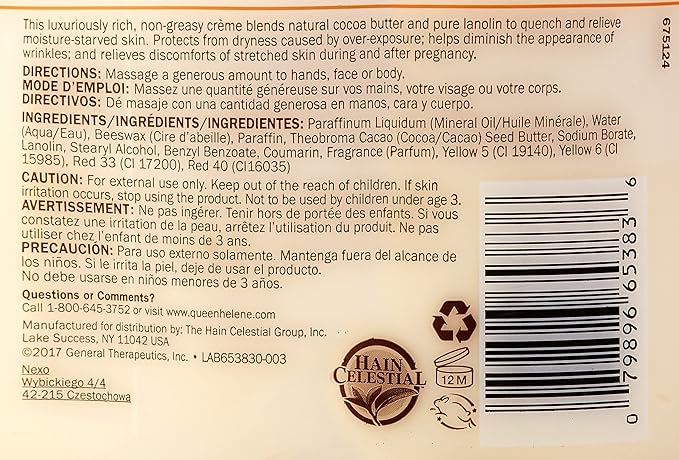 This luxuriously rich, non-greasy crème blends natural cocoa butter and pure lanolin to quench and relieve
moisture-starved skin. Protects from dryness caused by over-exposure; helps diminish the appearance of
wrinkles; and relieves discomforts of stretched skin during and after pregnancy.
DIRECTIONS: Massage a generous amount to hands, face or body.
MODE D'EMPLOI: Massez une quantité généreuse sur vos mains, votre visage ou votre corps.
DIRECTIVOS: Dé masaje con una cantidad generosa en manos, cara y cuerpo.
INGREDIENTS/INGRÉDIENTS/INGREDIENTES: Paraffinum Liquidum (Mineral Oil/Huile Minérale), Water
(Aqua/Eau), Beeswax (Cire d'abeille), Paraffin, Theobroma Cacao (Cocoa/Cacao) Seed Butter, Sodium Borate,
Lanolin, Stearyl Alcohol, Benzyl Benzoate, Coumarin, Fragrance (Parfum), Yellow 5 (CI 19140), Yellow 6 (CI
15985), Red 33 (CI 17200), Red 40 (CI16035)
CAUTION: For external use only. Keep out of the reach of children. If skin
irritation occurs, stop using the product. Not to be used by children under age 3.
AVERTISSEMENT: Ne pas ingérer. Tenir hors de portée des enfants. Si vous
constatez une irritation de la peau, arrêtez l'utilisation du produit. Ne pas
utiliser chez l'enfant de moins de 3 ans.
PRECAUCIÓN: Para uso externo solamente. Mantenga fuera del alcance de
los niños. Si le irrita la piel, deje de usar el producto.
No debe usarse en niños menores de 3 años.
Questions or Comments?
Call 1-800-645-3752 or visit www.queenhelene.com
Manufactured for distribution by: The Hain Celestial Group, Inc.
Lake Success, NY 11042 USA
©2017 General Therapeutics, Inc. • LAB653830-003
Nexo
Wybickiego 4/4
42-215 Czestochowa
HAIN
CELESTIAL
12 M
0 79896 65383 6
675124